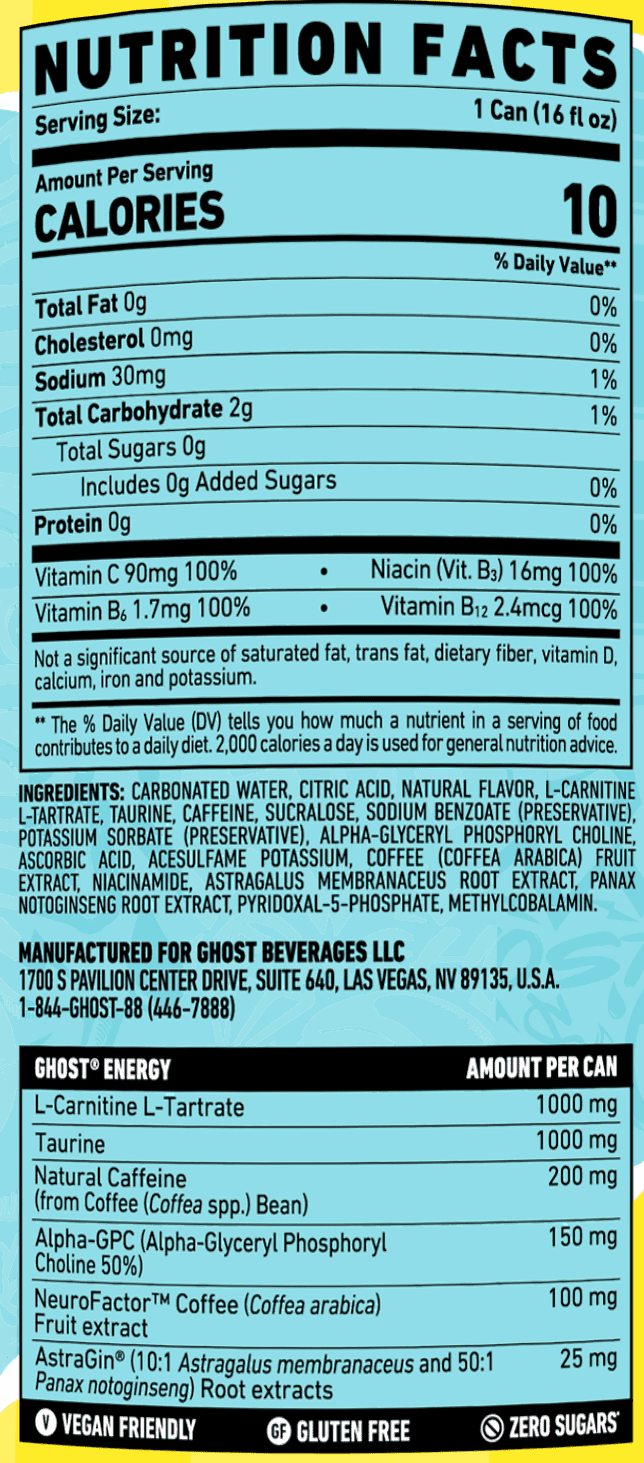 NUTRITION FACTS
Serving Size: 1 Can (16 fl oz)
Amount Per Serving
CALORIES 10
% Daily Value**
Total Fat 0g 0%
Cholesterol 0mg 0%
Sodium 30mg 1%
Total Carbohydrate 2g 1%
Total Sugars 0g
Includes 0g Added Sugars 0%
Protein 0g 0%
Vitamin C 90mg 100% • Niacin (Vit. B₃) 16mg 100%
Vitamin B₆ 1.7mg 100% • Vitamin B₁₂ 2.4mcg 100%
Not a significant source of saturated fat, trans fat, dietary fiber, vitamin D,
calcium, iron and potassium.
** The % Daily Value (DV) tells you how much a nutrient in a serving of food
contributes to a daily diet. 2,000 calories a day is used for general nutrition advice.
INGREDIENTS: CARBONATED WATER, CITRIC ACID, NATURAL FLAVOR, L-CARNITINE
L-TARTRATE, TAURINE, CAFFEINE, SUCRALOSE, SODIUM BENZOATE (PRESERVATIVE),
POTASSIUM SORBATE (PRESERVATIVE), ALPHA-GLYCERYL PHOSPHORYL CHOLINE,
ASCORBIC ACID, ACESULFAME POTASSIUM, COFFEE (COFFEA ARABICA) FRUIT
EXTRACT, NIACINAMIDE, ASTRAGALUS MEMBRANACEUS ROOT EXTRACT, PANAX
NOTOGINSENG ROOT EXTRACT, PYRIDOXAL-5-PHOSPHATE, METHYLCOBALAMIN.
MANUFACTURED FOR GHOST BEVERAGES LLC
1700 S PAVILION CENTER DRIVE, SUITE 640, LAS VEGAS, NV 89135, U.S.A.
1-844-GHOST-88 (446-7888)
GHOST® ENERGY AMOUNT PER CAN
L-Carnitine L-Tartrate 1000 mg
Taurine 1000 mg
Natural Caffeine 200 mg
(from Coffee (Coffea spp.) Bean)
Alpha-GPC (Alpha-Glyceryl Phosphoryl 150 mg
Choline 50%)
NeuroFactor™ Coffee (Coffea arabica) 100 mg
Fruit extract
AstraGin® (10:1 Astragalus membranaceus and 50:1 25 mg
Panax notoginseng) Root extracts
V VEGAN FRIENDLY GF GLUTEN FREE ZERO SUGARS*